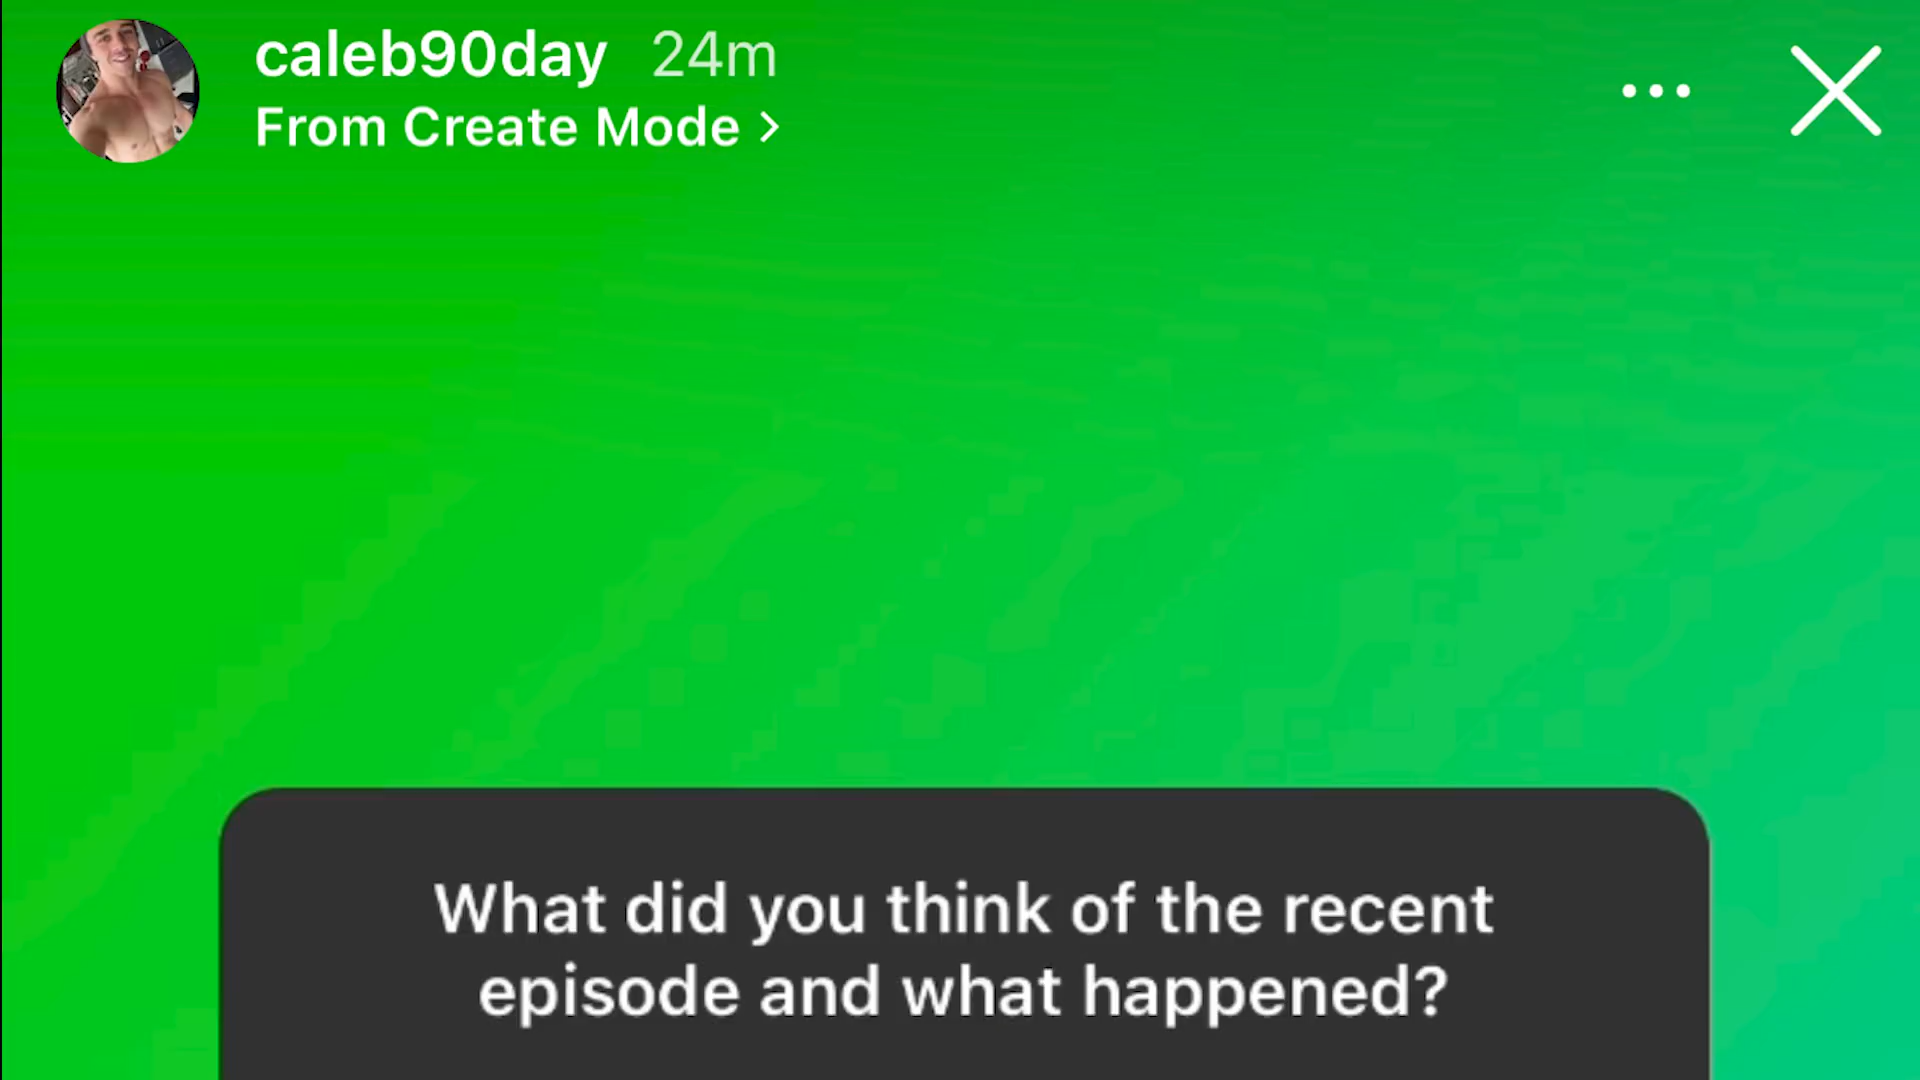 caleb90day 24m
From Create Mode >
What did you think of the recent
episode and what happened?